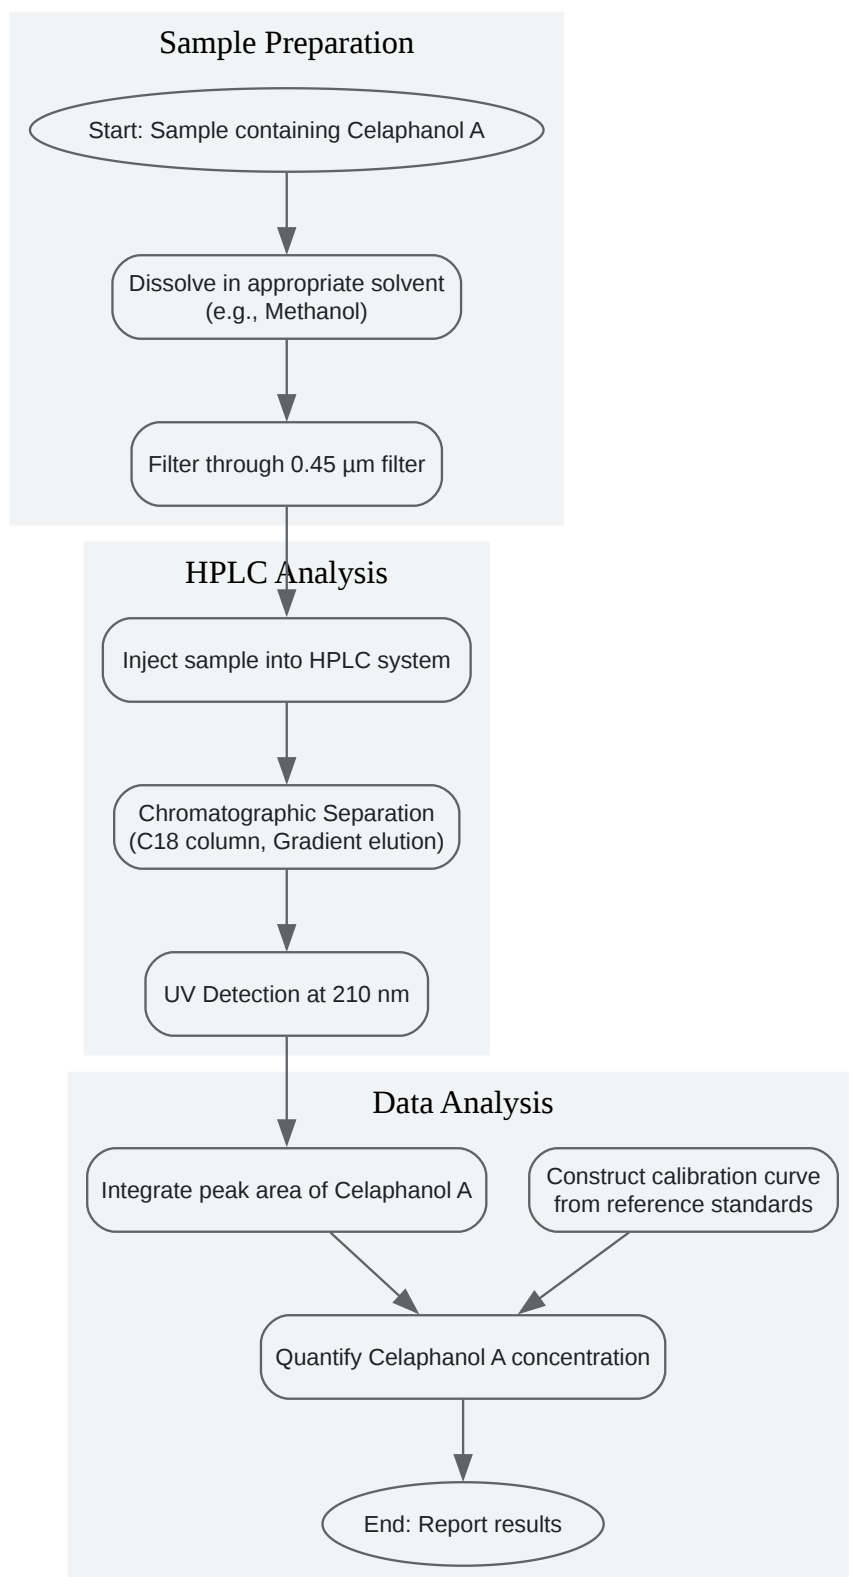 Sample Preparation
Start: Sample containing Celaphanol A
Dissolve in appropriate solvent
(e.g., Methanol)
Filter through 0.45 µm filter
HPLC Analysis
Inject sample into HPLC system
Chromatographic Separation
(C18 column, Gradient elution)
UV Detection at 210 nm
Data Analysis
Integrate peak area of Celaphanol A
Construct calibration curve
from reference standards
Quantify Celaphanol A concentration
End: Report results